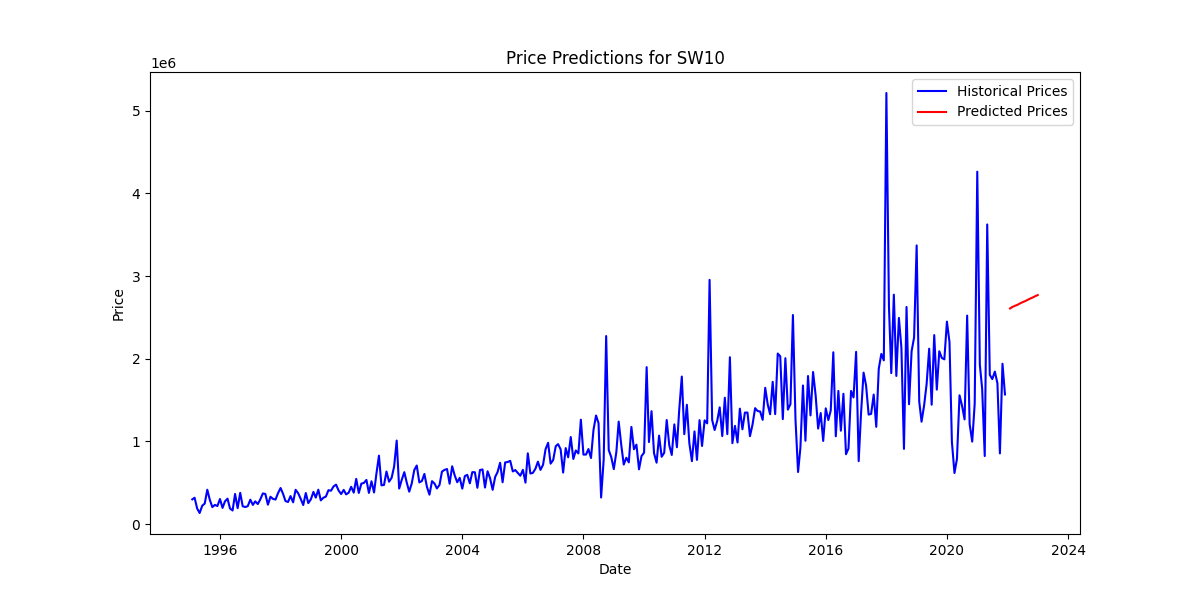 Price Predictions for SW10
1e6
Historical Prices
Predicted Prices
5
4
3
2
1
0
Price
1996 2000 2004 2008 2012 2016 2020 2024
Date